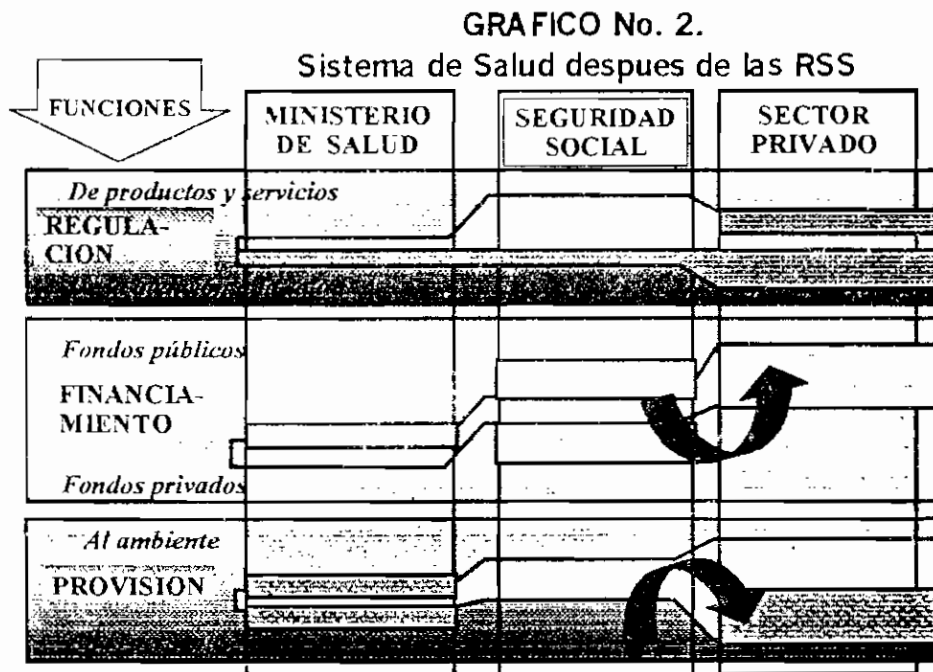 GRAFICO No. 2.
Sistema de Salud despues de las RSS
FUNCIONES
MINISTERIO
DE SALUD
SEGURIDAD
SOCIAL
SECTOR
PRIVADO
De productos y servicios
REGULA-
CION
Fondos públicos
FINANCIA-
MIENTO
Fondos privados
Al ambiente
PROVISION